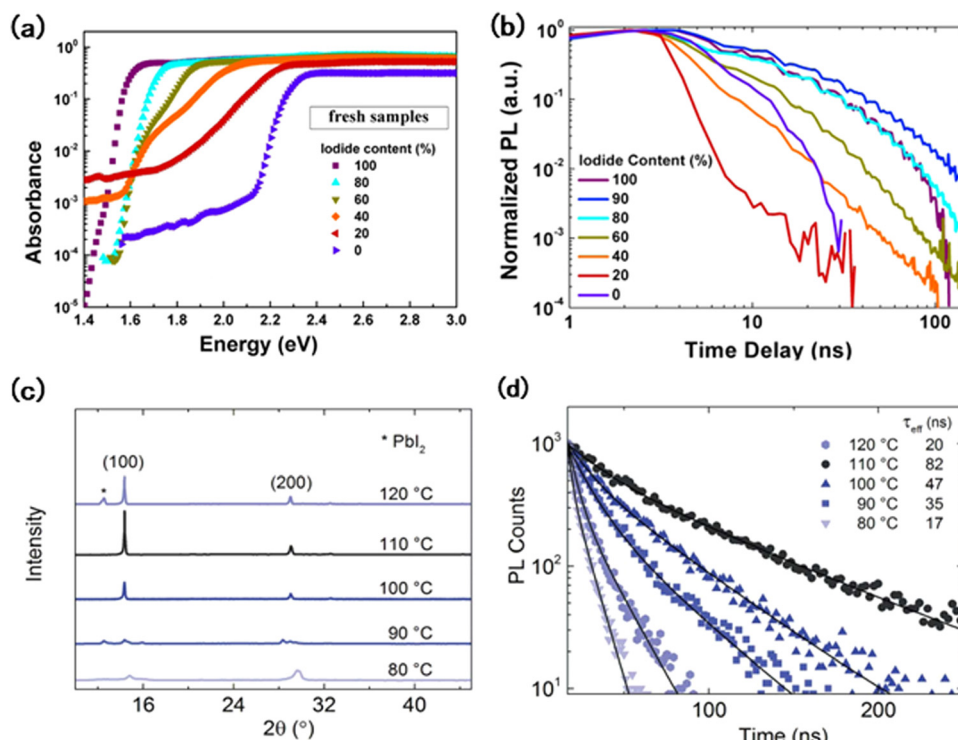 (a)
10⁰
10⁻¹
10⁻²
10⁻³
10⁻⁴
10⁻⁵
Absorbance
fresh samples
Iodide content (%)
100
80
60
40
20
0
1.4 1.6 1.8 2.0 2.2 2.4 2.6 2.8 3.0
Energy (eV)
(b)
10⁰
10⁻¹
10⁻²
10⁻³
10⁻⁴
Normalized PL (a.u.)
Iodide Content (%)
100
90
80
60
40
20
0
1 10 100
Time Delay (ns)
(c)
Intensity
* PbI₂
(100)
(200)
*
120 °C
110 °C
100 °C
90 °C
80 °C
16 24 32 40
2θ (°)
(d)
10³
10²
10¹
PL Counts
τeff (ns)
120 °C 20
110 °C 82
100 °C 47
90 °C 35
80 °C 17
100 200
Time (ns)